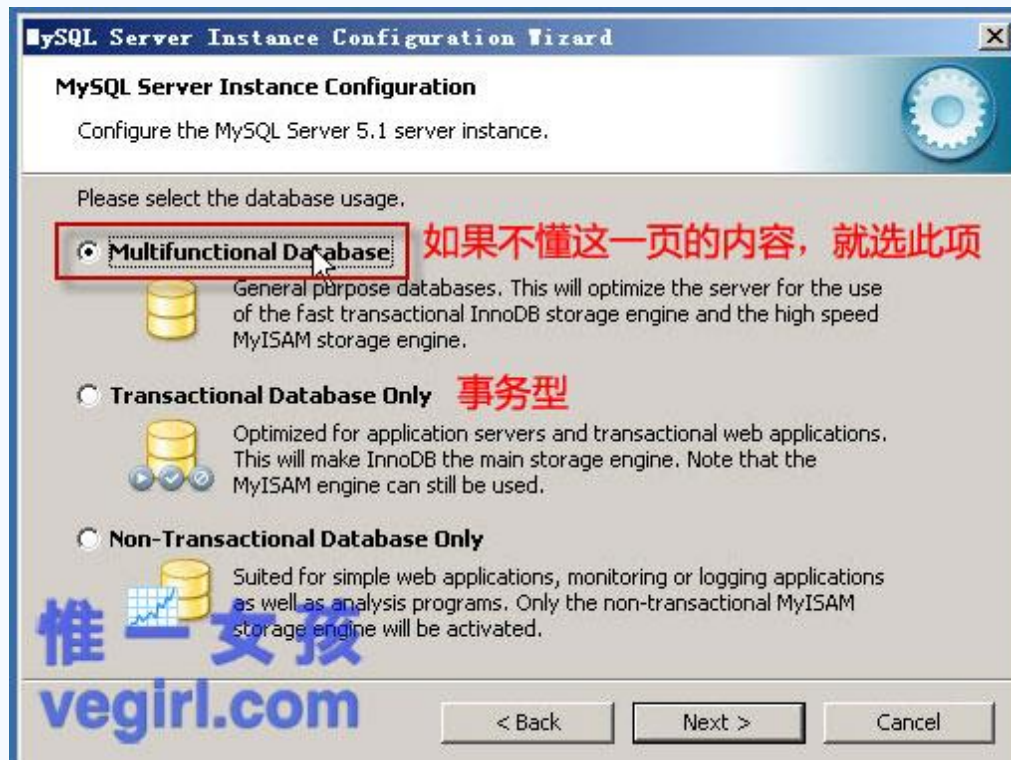 MySQL Server Instance Configuration Wizard
MySQL Server Instance Configuration
Configure the MySQL Server 5.1 server instance.
Please select the database usage.
Multifunctional Database
如果不懂这一页的内容，就选此项
General purpose databases. This will optimize the server for the use
of the fast transactional InnoDB storage engine and the high speed
MyISAM storage engine.
Transactional Database Only 事务型
Optimized for application servers and transactional web applications.
This will make InnoDB the main storage engine. Note that the
MyISAM engine can still be used.
Non-Transactional Database Only
Suited for simple web applications, monitoring or logging applications
as well as analysis programs. Only the non-transactional MyISAM
storage engine will be activated.
惟一女孩
vegirl.com
< Back Next > Cancel